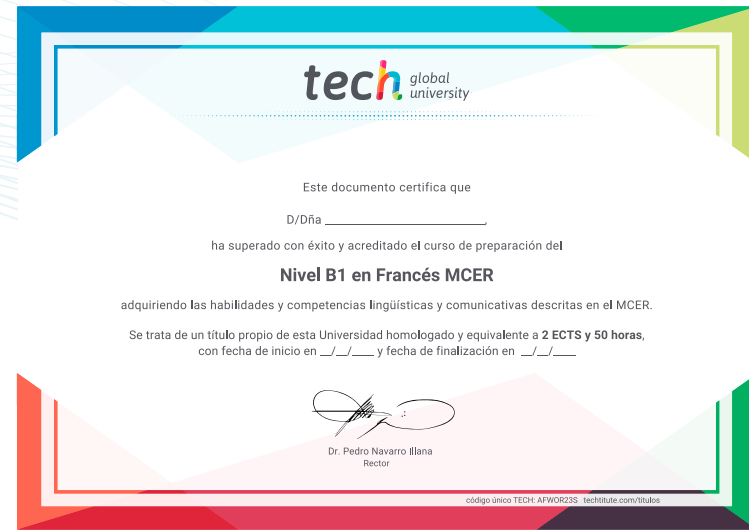 tech global university
Este documento certifica que
D/Dña ____________________,
ha superado con éxito y acreditado el curso de preparación del
Nivel B1 en Francés MCER
adquiriendo las habilidades y competencias lingüísticas y comunicativas descritas en el MCER.
Se trata de un título propio de esta Universidad homologado y equivalente a 2 ECTS y 50 horas,
con fecha de inicio en __/__/____ y fecha de finalización en __/__/____
Dr. Pedro Navarro Illana
Rector
código único TECH: AFWOR23S techtitute.com/titulos